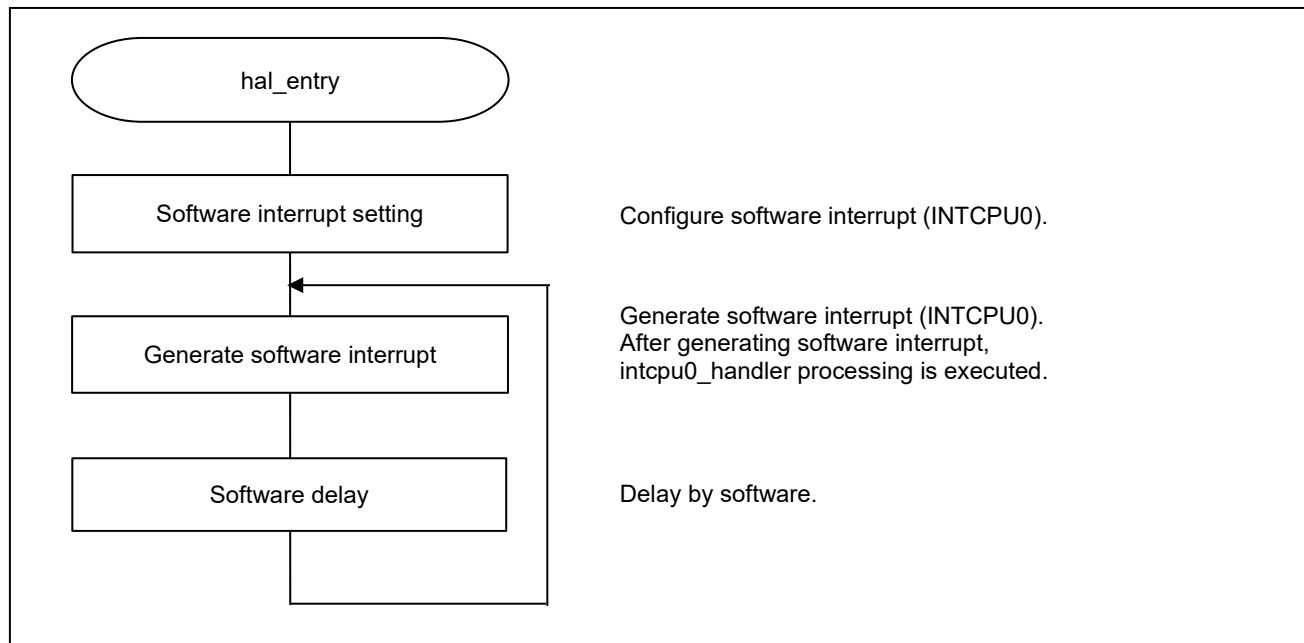 hal_entry
Software interrupt setting
Configure software interrupt (INTCPU0).
Generate software interrupt
Generate software interrupt (INTCPU0).
After generating software interrupt,
intcpu0_handler processing is executed.
Software delay
Delay by software.